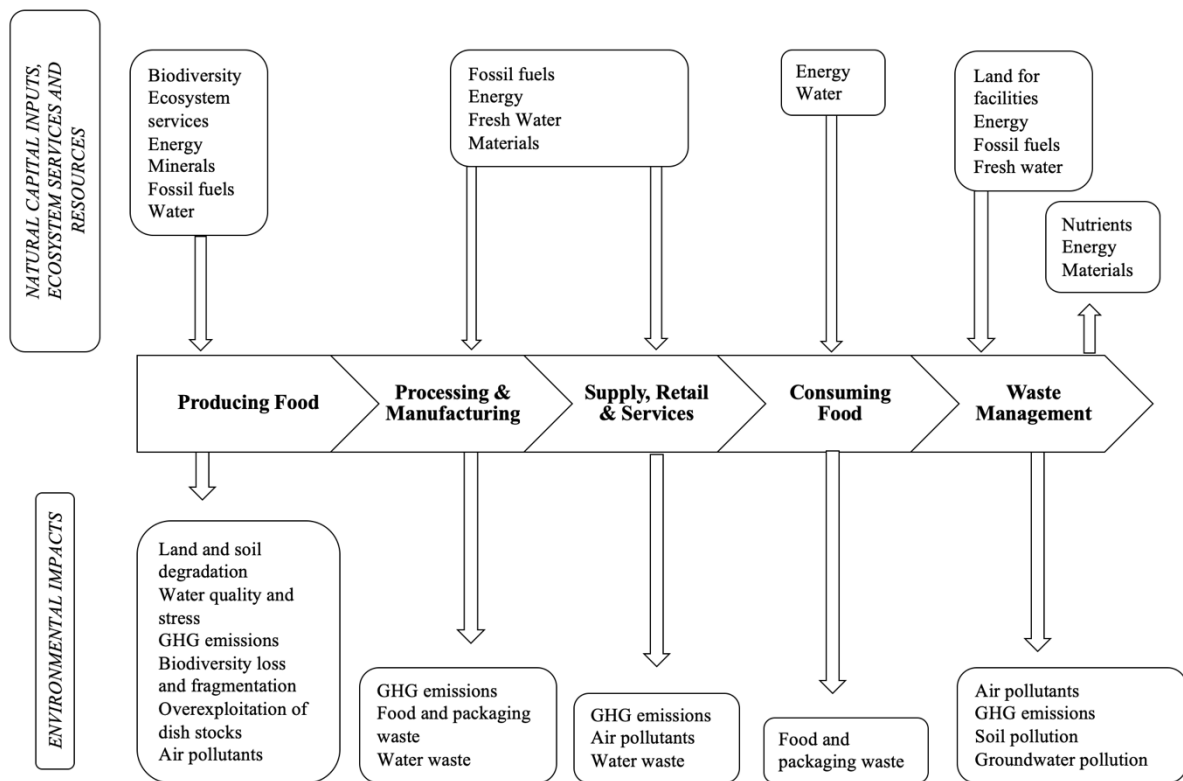 NATURAL CAPITAL INPUTS,
ECOSYSTEM SERVICES AND
RESOURCES
Biodiversity
Ecosystem
services
Energy
Minerals
Fossil fuels
Water
Fossil fuels
Energy
Fresh Water
Materials
Energy
Water
Land for
facilities
Energy
Fossil fuels
Fresh water
Nutrients
Energy
Materials
Producing Food
Processing &
Manufacturing
Supply, Retail
& Services
Consuming
Food
Waste
Management
ENVIRONMENTAL IMPACTS
Land and soil
degradation
Water quality and
stress
GHG emissions
Biodiversity loss
and fragmentation
Overexploitation of
dish stocks
Air pollutants
GHG emissions
Food and packaging
waste
Water waste
GHG emissions
Air pollutants
Water waste
Food and
packaging waste
Air pollutants
GHG emissions
Soil pollution
Groundwater pollution